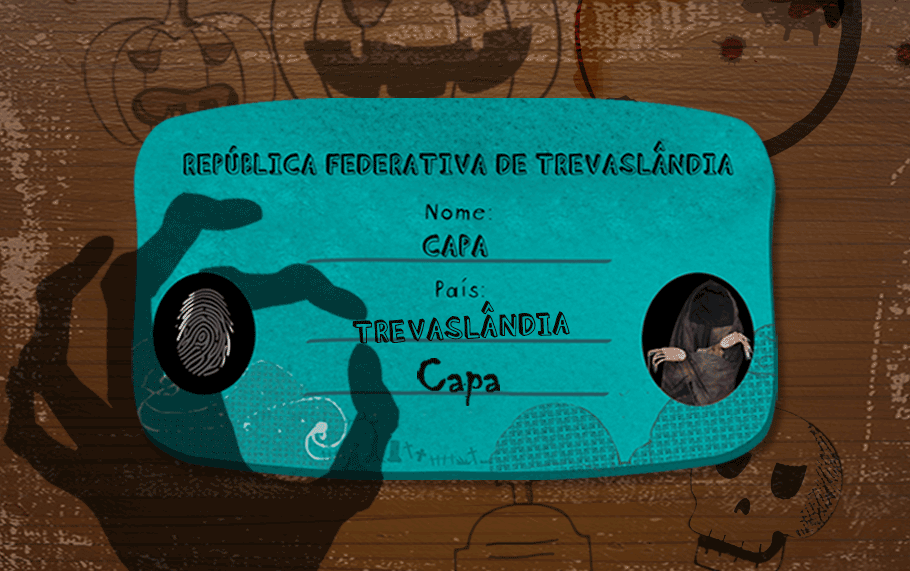 REPÚBLICA FEDERATIVA DE TREVASLÂNDIA
Nome:
CAPA
País:
TREVASLÂNDIA
Capa